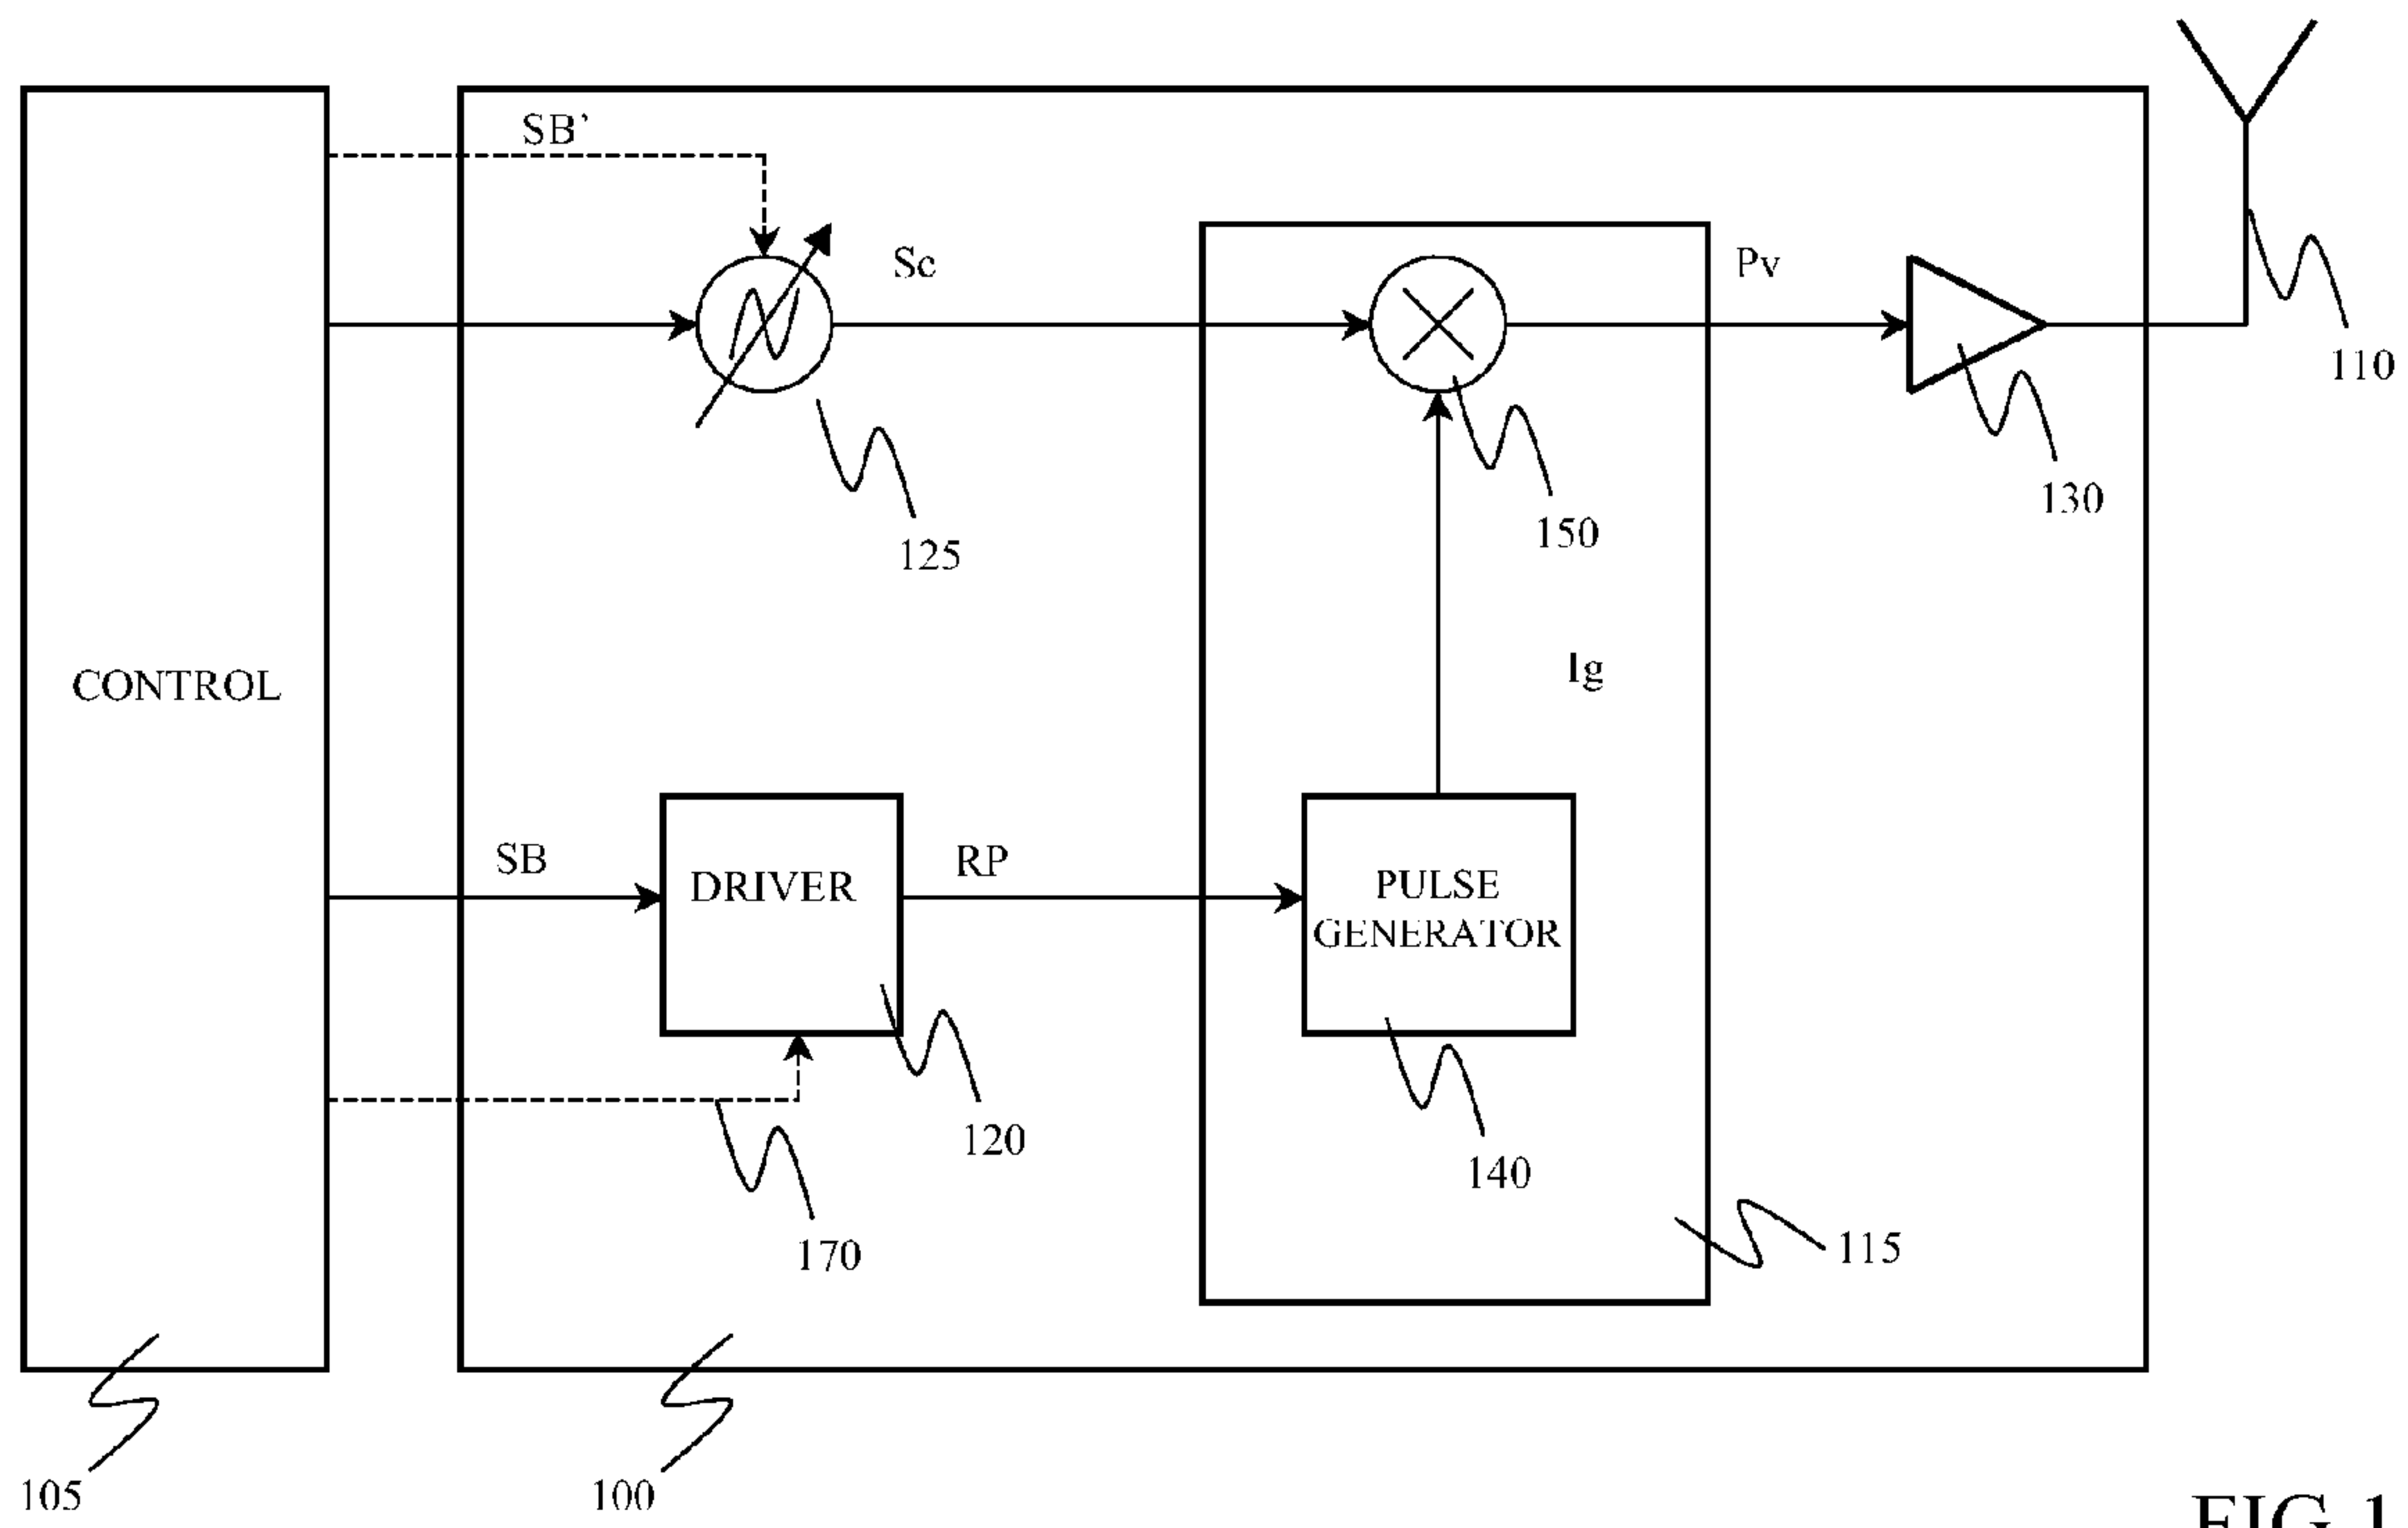 SB’
Sc
Pv
110
130
150
125
Ig
CONTROL
SB
DRIVER
RP
PULSE
GENERATOR
120
140
170
115
105
100
FIG 1